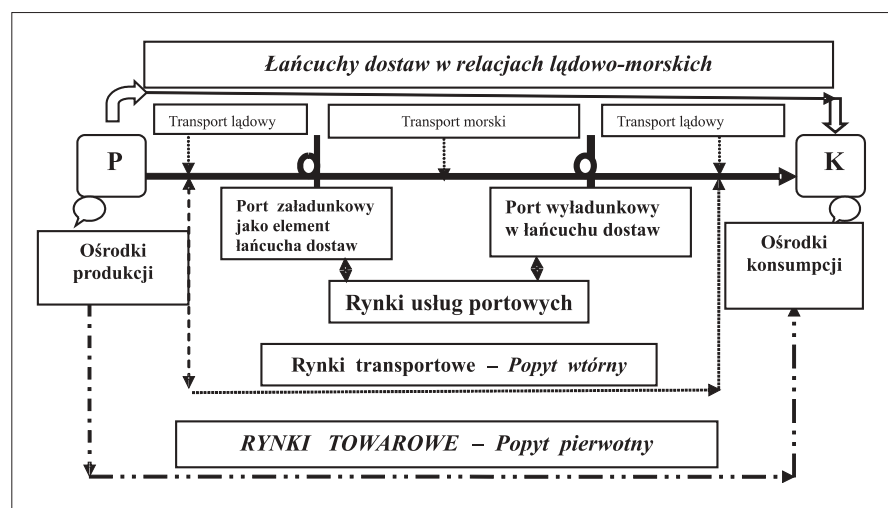 Łańcuchy dostaw w relacjach lądowo-morskich
Transport lądowy
Transport morski
Transport lądowy
P
K
Port załadunkowy
jako element
łańcucha dostaw
Port wyładunkowy
w łańcuchu dostaw
Ośrodki
produkcji
Ośrodki
konsumpcji
Rynki usług portowych
Rynki transportowe – Popyt wtórny
RYNKI TOWAROWE – Popyt pierwotny